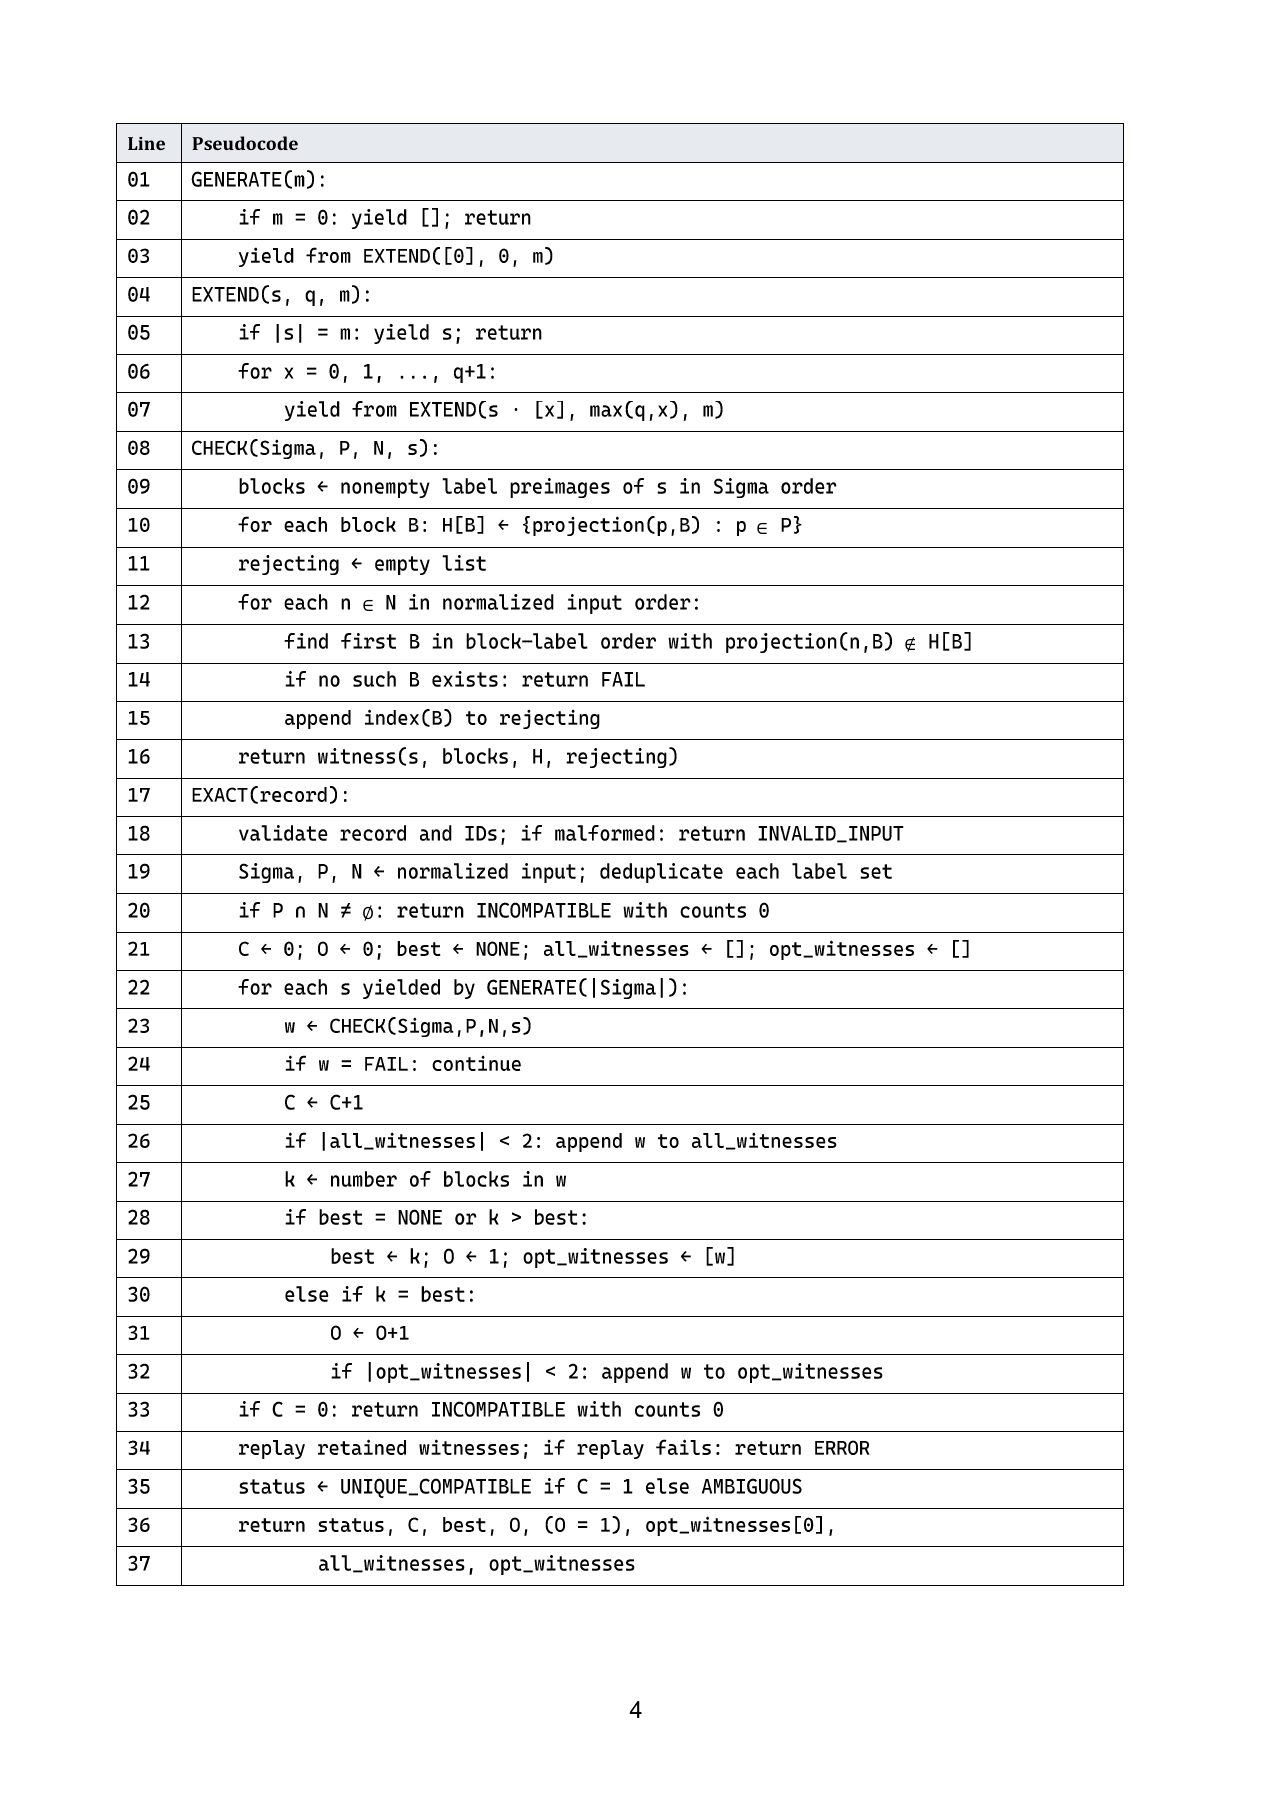 Line Pseudocode
01 GENERATE(m):
02 if m = 0: yield []; return
03 yield from EXTEND([0], 0, m)
04 EXTEND(s, q, m):
05 if |s| = m: yield s; return
06 for x = 0, 1, ..., q+1:
07 yield from EXTEND(s · [x], max(q,x), m)
08 CHECK(Sigma, P, N, s):
09 blocks ← nonempty label preimages of s in Sigma order
10 for each block B: H[B] ← {projection(p,B) : p ∈ P}
11 rejecting ← empty list
12 for each n ∈ N in normalized input order:
13 find first B in block–label order with projection(n,B) ∉ H[B]
14 if no such B exists: return FAIL
15 append index(B) to rejecting
16 return witness(s, blocks, H, rejecting)
17 EXACT(record):
18 validate record and IDs; if malformed: return INVALID_INPUT
19 Sigma, P, N ← normalized input; deduplicate each label set
20 if P ∩ N ≠ ∅: return INCOMPATIBLE with counts 0
21 C ← 0; O ← 0; best ← NONE; all_witnesses ← []; opt_witnesses ← []
22 for each s yielded by GENERATE(|Sigma|):
23 w ← CHECK(Sigma,P,N,s)
24 if w = FAIL: continue
25 C ← C+1
26 if |all_witnesses| < 2: append w to all_witnesses
27 k ← number of blocks in w
28 if best = NONE or k > best:
29 best ← k; O ← 1; opt_witnesses ← [w]
30 else if k = best:
31 O ← O+1
32 if |opt_witnesses| < 2: append w to opt_witnesses
33 if C = 0: return INCOMPATIBLE with counts 0
34 replay retained witnesses; if replay fails: return ERROR
35 status ← UNIQUE_COMPATIBLE if C = 1 else AMBIGUOUS
36 return status, C, best, O, (O = 1), opt_witnesses[0],
37 all_witnesses, opt_witnesses
4